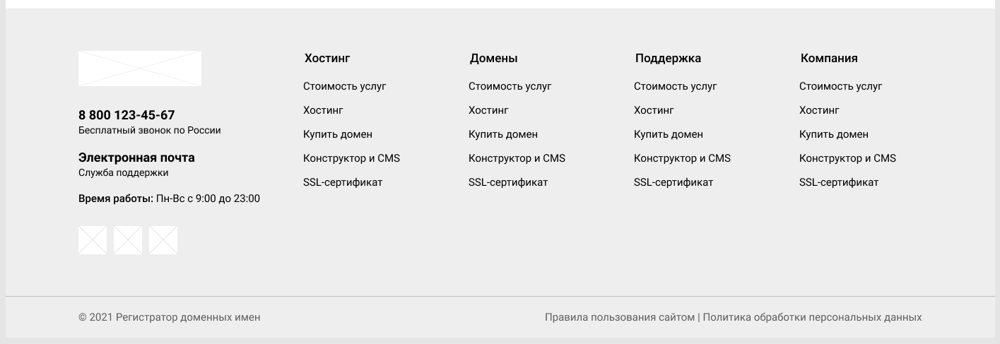 8 800 123-45-67
Бесплатный звонок по России
Электронная почта
Служба поддержки
Время работы: Пн-Вс с 9:00 до 23:00
Хостинг
Стоимость услуг
Хостинг
Купить домен
Конструктор и CMS
SSL-сертификат
Домены
Стоимость услуг
Хостинг
Купить домен
Конструктор и CMS
SSL-сертификат
Поддержка
Стоимость услуг
Хостинг
Купить домен
Конструктор и CMS
SSL-сертификат
Компания
Стоимость услуг
Хостинг
Купить домен
Конструктор и CMS
SSL-сертификат
© 2021 Регистратор доменных имен
Правила пользования сайтом | Политика обработки персональных данных